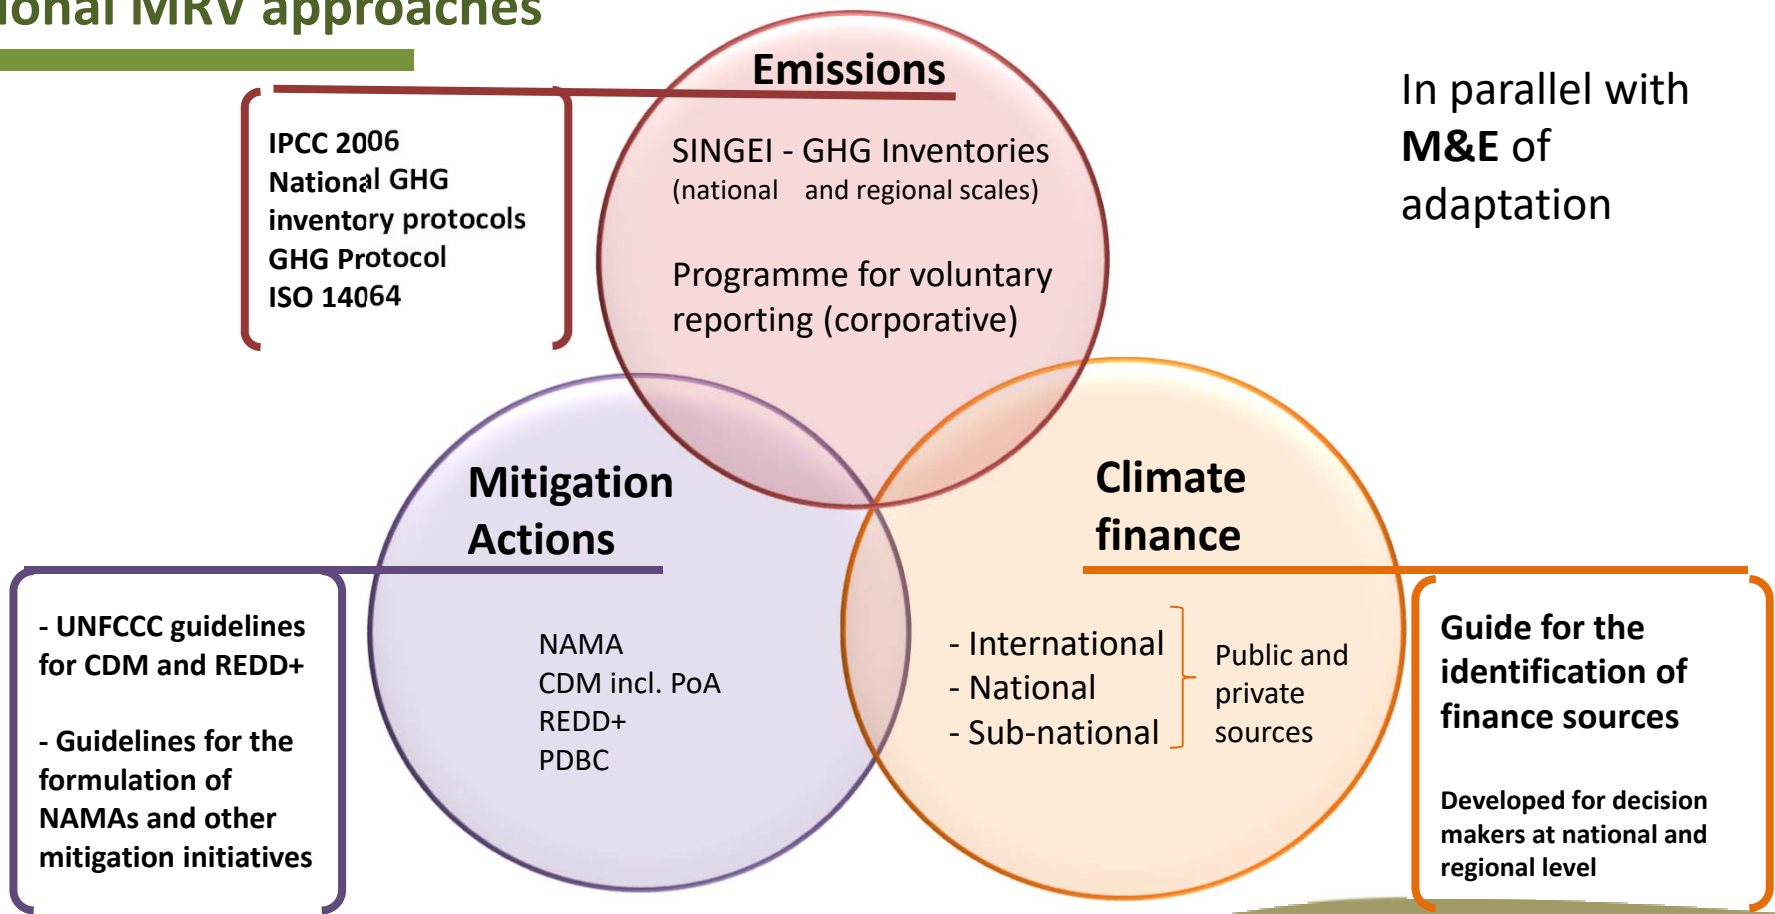 ional MRV approaches
Emissions
IPCC 2006
National GHG
inventory protocols
GHG Protocol
ISO 14064
SINGEI - GHG Inventories
(national and regional scales)
Programme for voluntary
reporting (corporative)
In parallel with
M&E of
adaptation
Mitigation
Actions
- UNFCCC guidelines
for CDM and REDD+
- Guidelines for the
formulation of
NAMAs and other
mitigation initiatives
NAMA
CDM incl. PoA
REDD+
PDBC
Climate
finance
- International
- National
- Sub-national
Public and
private
sources
Guide for the
identification of
finance sources
Developed for decision
makers at national and
regional level